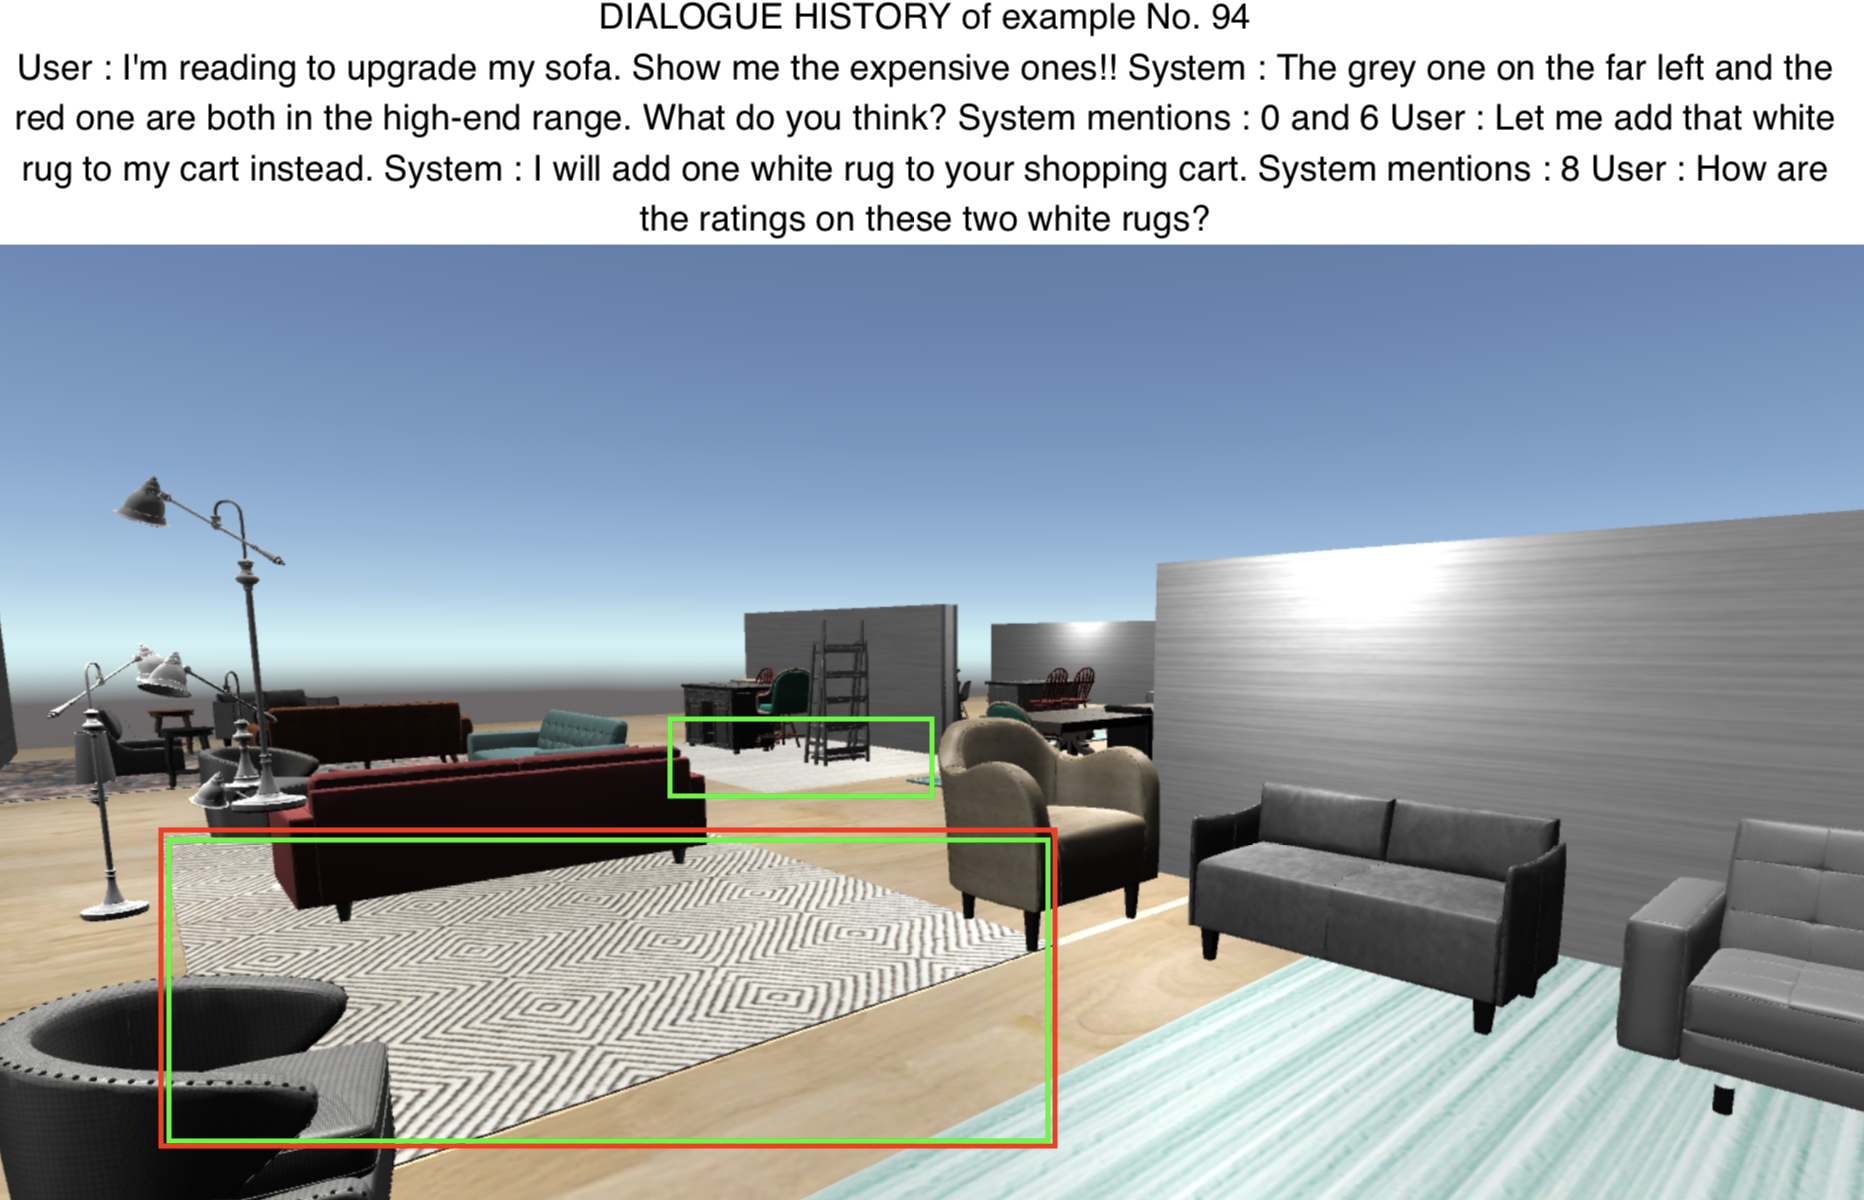 DIALOGUE HISTORY of example No. 94
User : I'm reading to upgrade my sofa. Show me the expensive ones!! System : The grey one on the far left and the
red one are both in the high-end range. What do you think? System mentions : 0 and 6 User : Let me add that white
rug to my cart instead. System : I will add one white rug to your shopping cart. System mentions : 8 User : How are
the ratings on these two white rugs?